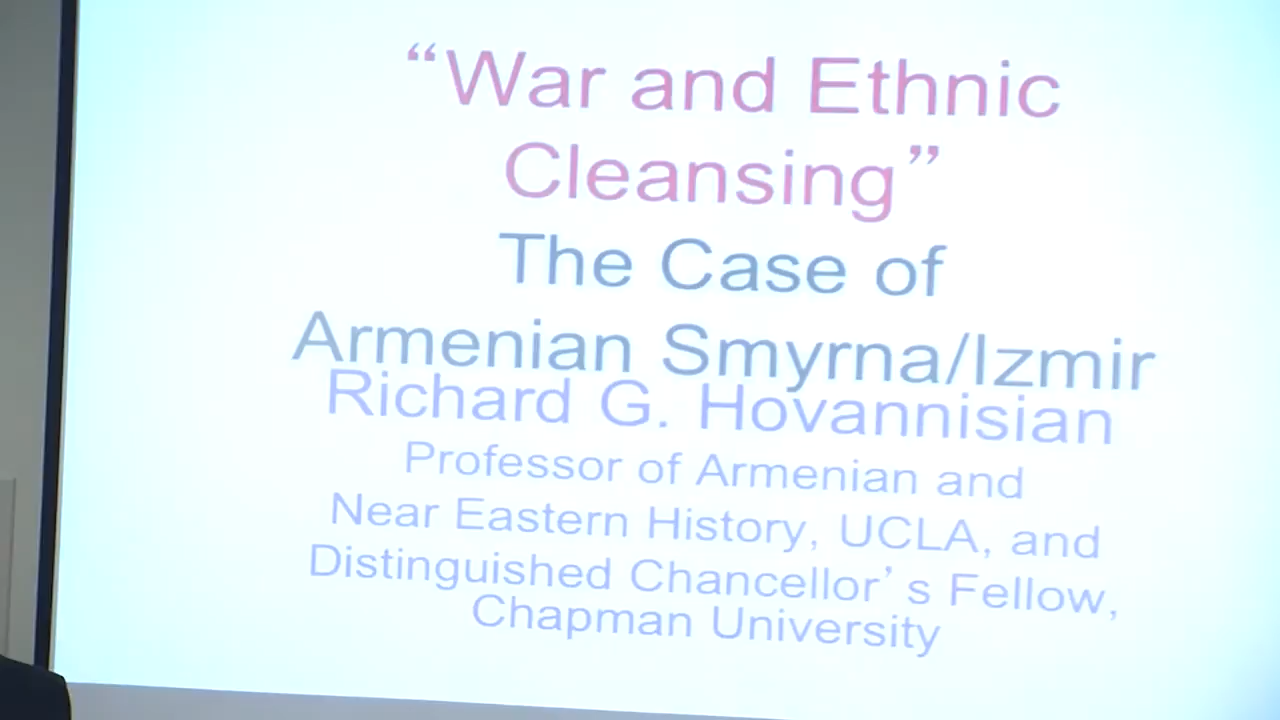 “War and Ethnic
Cleansing”
The Case of
Armenian Smyrna/Izmir
Richard G. Hovannisian
Professor of Armenian and
Near Eastern History, UCLA, and
Distinguished Chancellor’s Fellow,
Chapman University